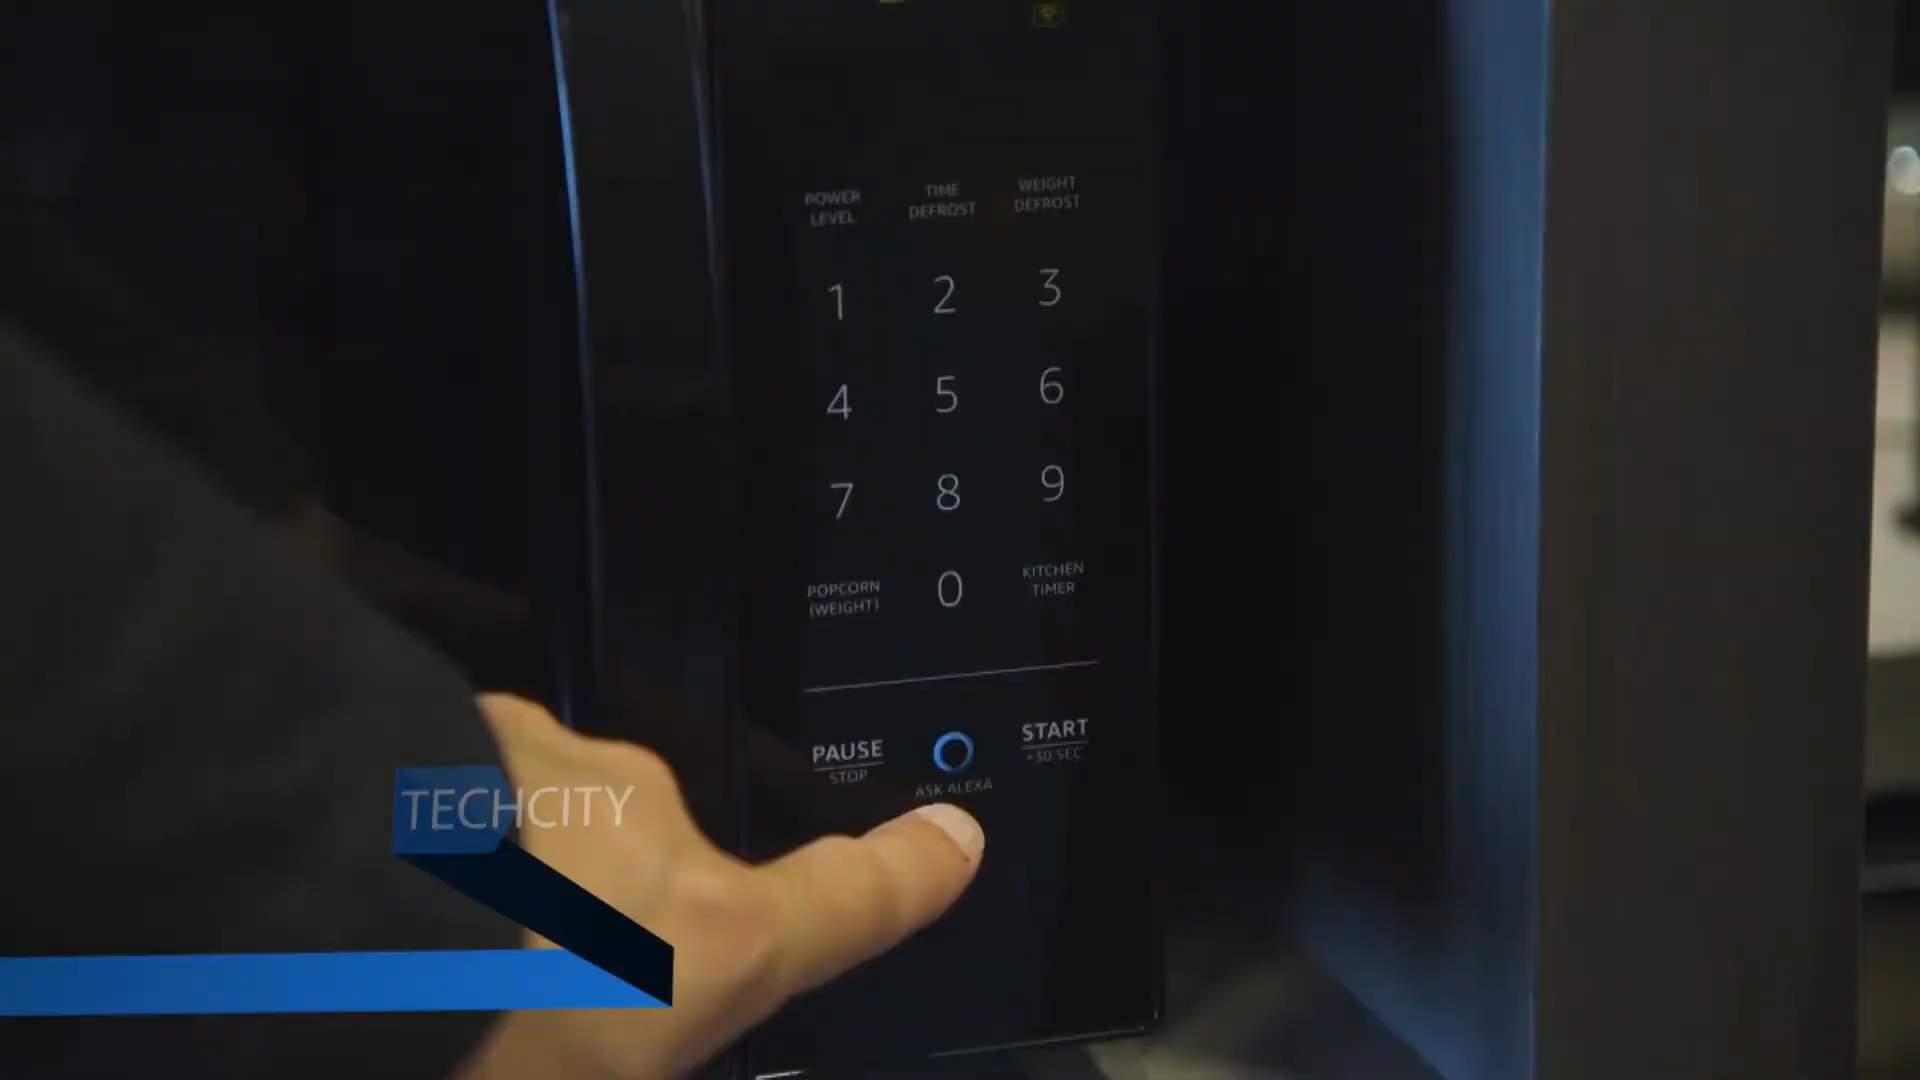 POWER
LEVEL
TIME
DEFROST
WEIGHT
DEFROST
1 2 3
4 5 6
7 8 9
POPCORN
(WEIGHT)
0
KITCHEN
TIMER
PAUSE
STOP
ASK ALEXA
START
+30 SEC
TECHCITY